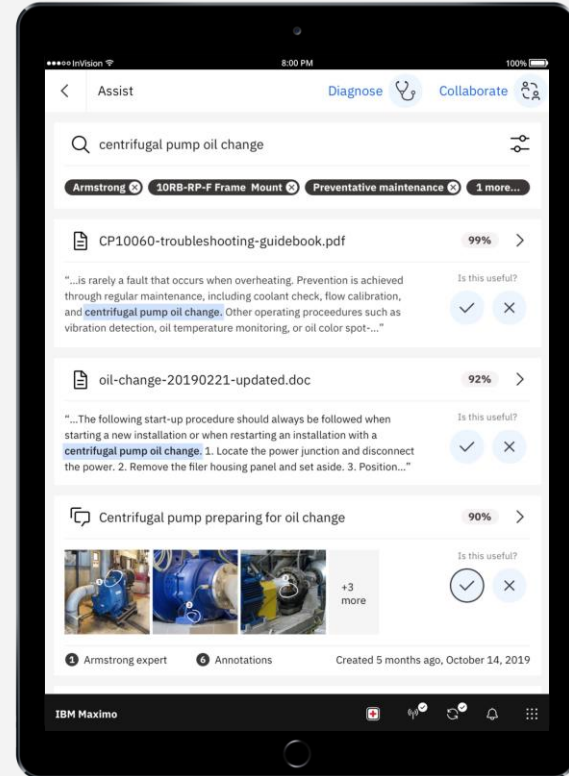 InVision 8:00 PM 100%
Assist Diagnose Collaborate
centrifugal pump oil change
Armstrong 10RB-RP-F Frame Mount Preventative maintenance 1 more...
CP10060-troubleshooting-guidebook.pdf 99%
“...is rarely a fault that occurs when overheating. Prevention is achieved
through regular maintenance, including coolant check, flow calibration,
and centrifugal pump oil change. Other operating proceedures such as
vibration detection, oil temperature monitoring, or oil color spot-...”
Is this useful?
oil-change-20190221-updated.doc 92%
“...The following start-up procedure should always be followed when
starting a new installation or when restarting an installation with a
centrifugal pump oil change. 1. Locate the power junction and disconnect
the power. 2. Remove the filer housing panel and set aside. 3. Position...”
Is this useful?
Centrifugal pump preparing for oil change 90%
+3
more
Is this useful?
1 Armstrong expert 6 Annotations Created 5 months ago, October 14, 2019
IBM Maximo